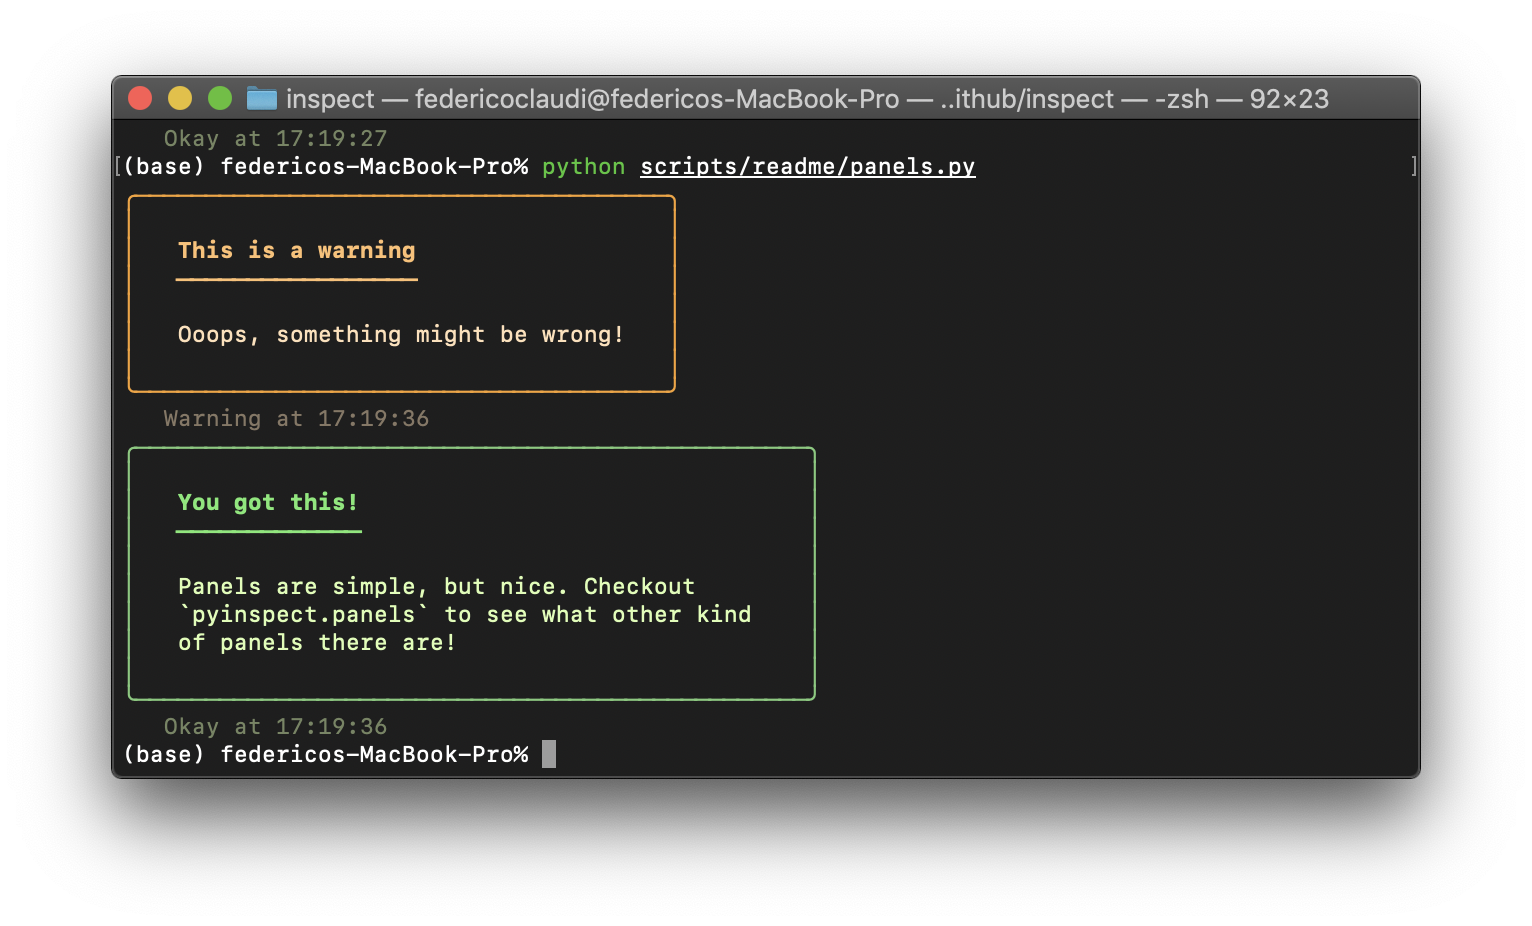 inspect — federicoclaudi@federicos-MacBook-Pro — ..ithub/inspect — -zsh — 92×23
Okay at 17:19:27
[(base) federicos-MacBook-Pro% python scripts/readme/panels.py ]
This is a warning
Ooops, something might be wrong!
Warning at 17:19:36
You got this!
Panels are simple, but nice. Checkout
`pyinspect.panels` to see what other kind
of panels there are!
Okay at 17:19:36
(base) federicos-MacBook-Pro%